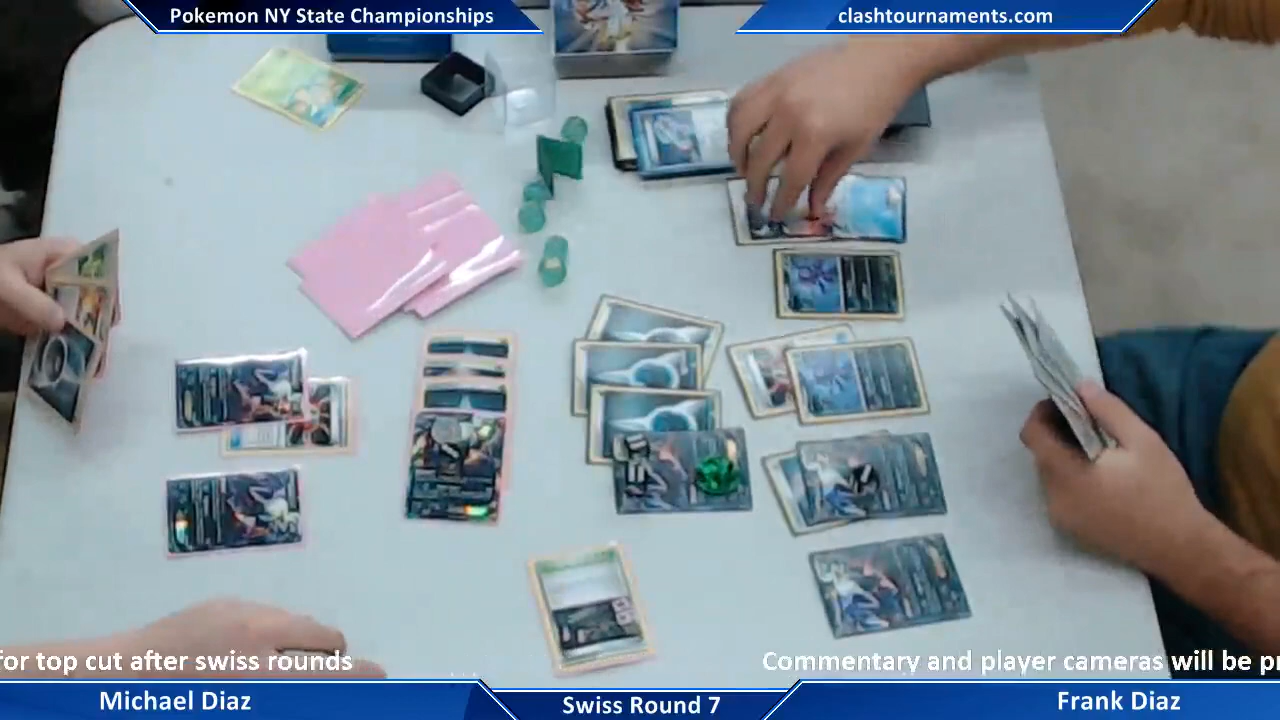 Pokemon NY State Championships
clashtournaments.com
for top cut after swiss rounds
Commentary and player cameras will be pr
Michael Diaz
Swiss Round 7
Frank Diaz